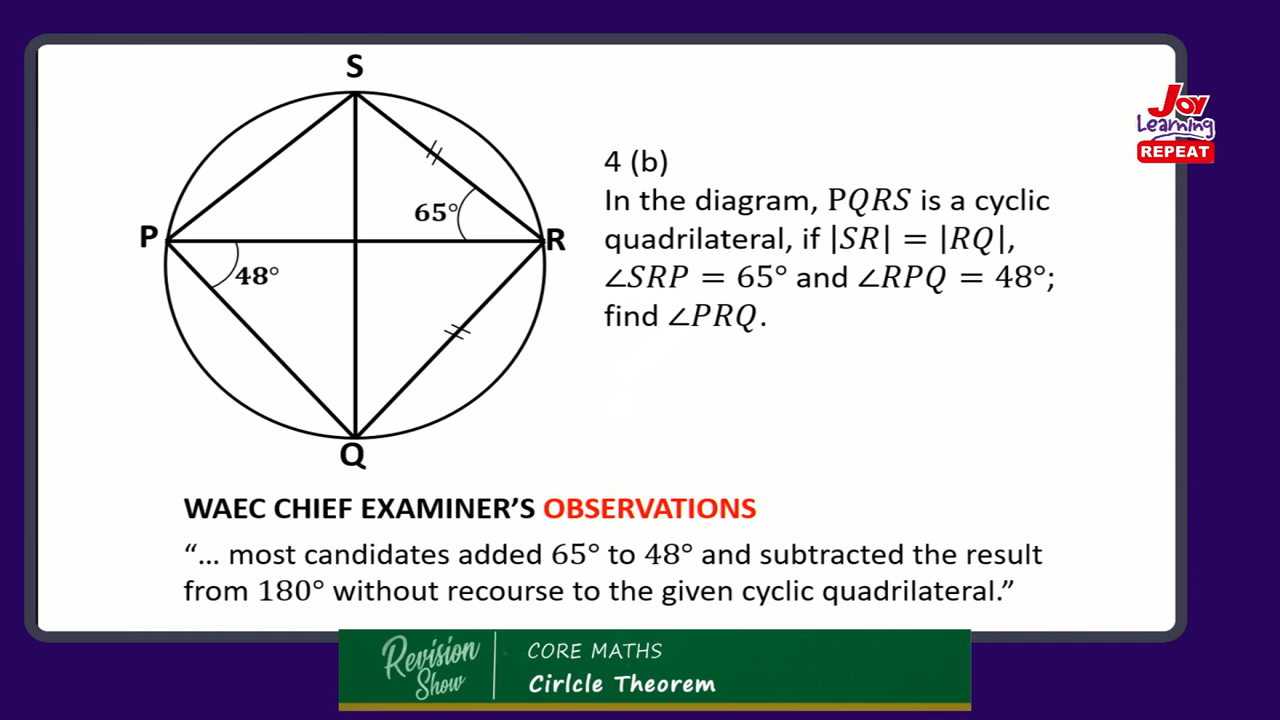 S
65°
P
R
48°
Q
4 (b)
In the diagram, PQRS is a cyclic
quadrilateral, if |SR| = |RQ|,
∠SRP = 65° and ∠RPQ = 48°;
find ∠PRQ.
Joy
Learning
REPEAT
WAEC CHIEF EXAMINER’S OBSERVATIONS
“... most candidates added 65° to 48° and subtracted the result
from 180° without recourse to the given cyclic quadrilateral.”
Revision
Show
CORE MATHS
Cirlcle Theorem